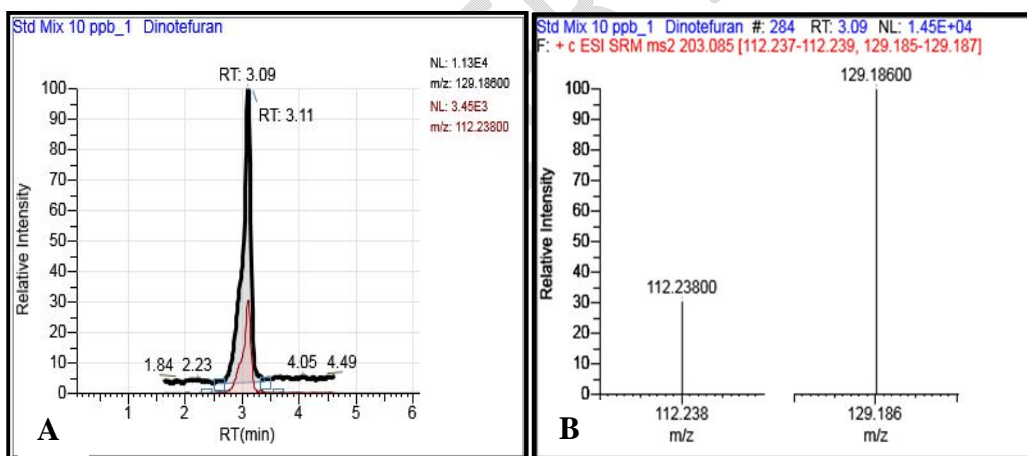 Std Mix 10 ppb_1 Dinotefuran
NL: 1.13E4
m/z: 129.18600
NL: 3.45E3
m/z: 112.23800
RT: 3.09
RT: 3.11
100
90
80
70
60
50
40
30
20
10
0
Relative Intensity
1.84 2.23 4.05 4.49
1 2 3 4 5 6
RT(min)
A
Std Mix 10 ppb_1 Dinotefuran #: 284 RT: 3.09 NL: 1.45E+04
F: + c ESI SRM ms2 203.085 [112.237-112.239, 129.185-129.187]
129.18600
100
90
80
70
60
50
40
30
20
10
0
Relative Intensity
112.23800
112.238 129.186
m/z m/z
B